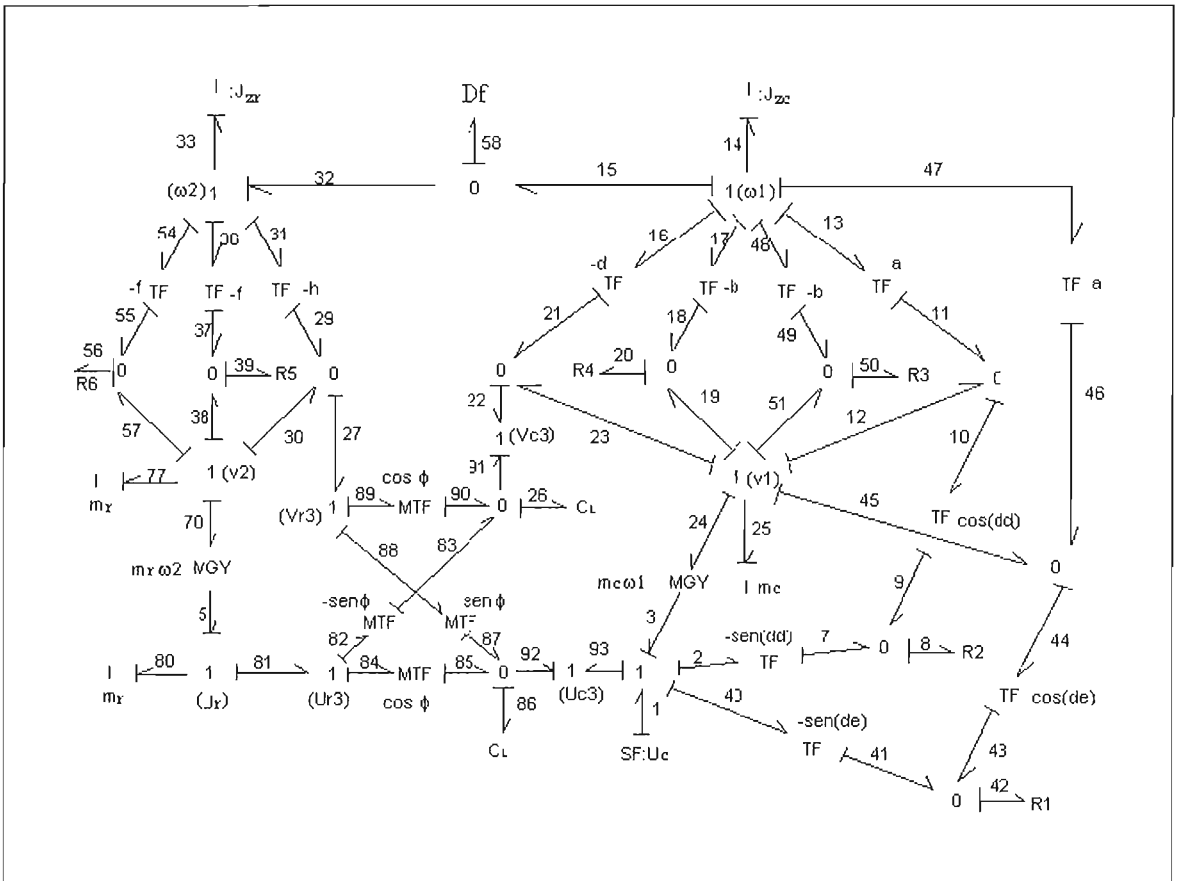 I :Jzr Df I :Jzc
33 58 14
(ω2) 1 32 0 15 1 (ω1) 47
54 36 31 16 17 48 13
-f TF TF -f TF -h -d TF TF -b TF -b TF a TF a
55 37 29 21 18 49 11
56 0 39 20 50 46
R6 0 R5 0 0 R4 0 0 R3 0
57 38 30 27 22 23 19 51 12 10
1 (Vc3)
I 77 1 (v2) 91 1 (v1)
mr cos ϕ 45
70 (Vr3) 1 89 MTF 90 0 26 CL 24 25 TF cos(dd)
88 83 0
mr ω2 MGY mc ω1 MGY I mc 9
-sen ϕ sen ϕ
5 MTF MTF 3 -sen(dd) 44
82 87 7
I 80 1 81 1 84 MTF 85 0 92 1 93 1 2 TF 0 8 R2
mr (Jr) (Ur3) cos ϕ (Uc3) TF cos(de)
86 1 40 -sen(de)
CL SF:Uc TF 41 43
0 42 R1